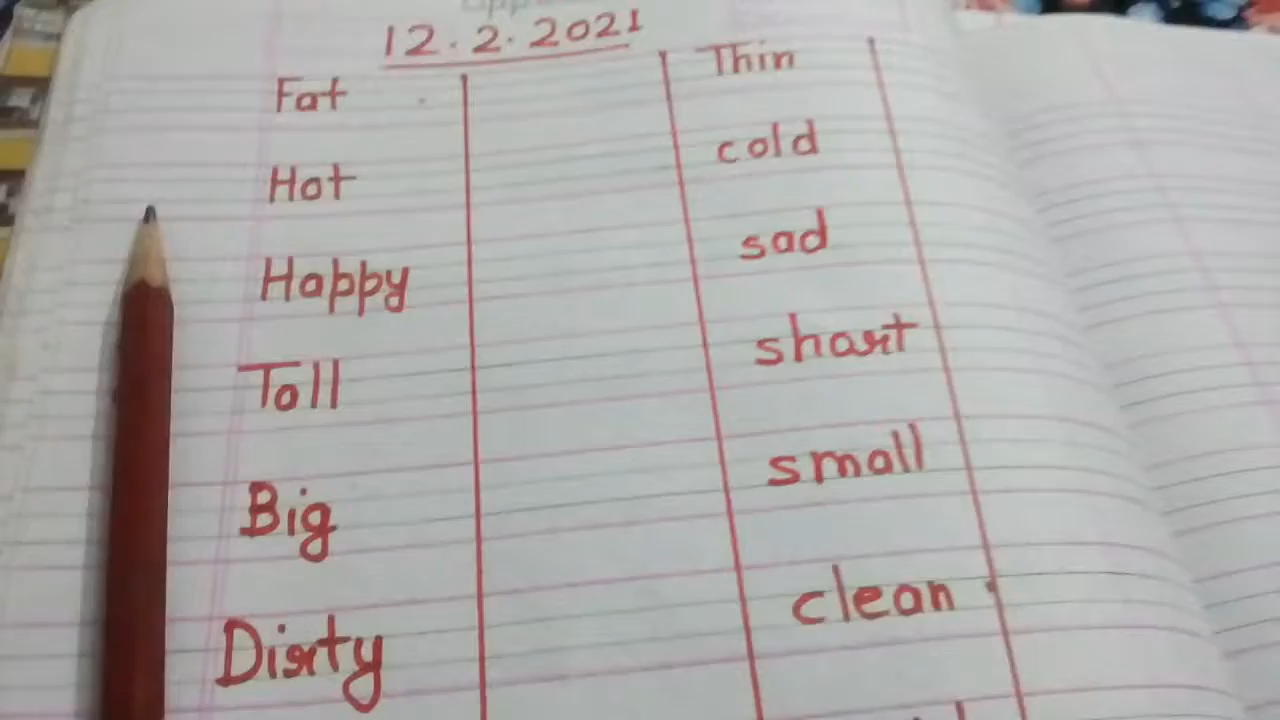 12.2.2021
Fat Thin
Hot cold
Happy sad
Tall short
Big small
Dirty clean